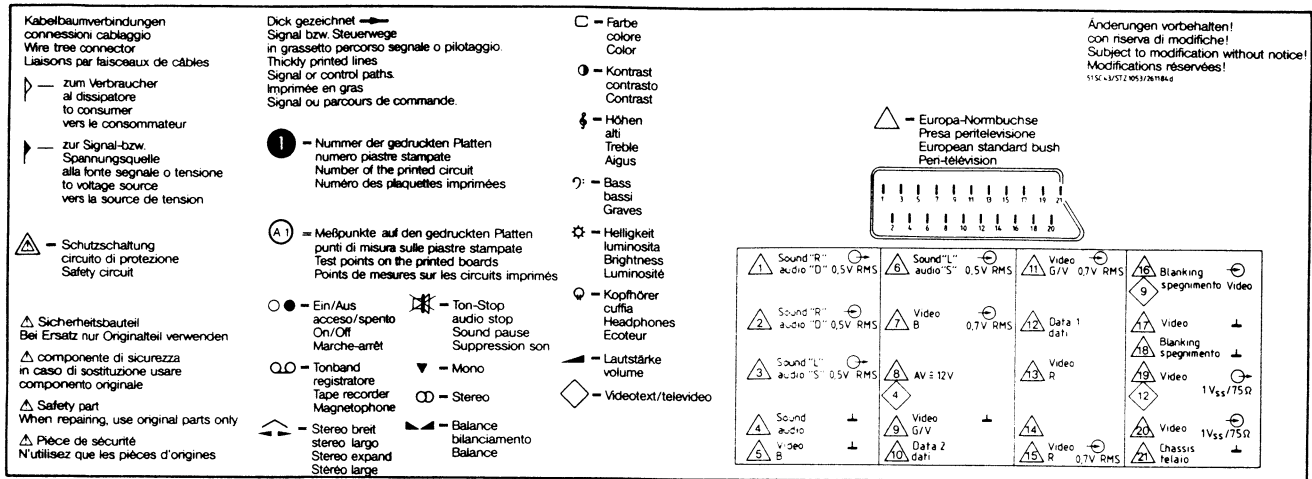 Kabelbaumverbindungen
connessioni cablaggio
Wire tree connector
Liaisons par faisceaux de câbles
zum Verbraucher
al dissipatore
to consumer
vers le consommateur
zur Signal-bzw.
Spannungsquelle
alla fonte segnale o tensione
to voltage source
vers la source de tension
– Schutzschaltung
circuito di protezione
Safety circuit
⚠ Sicherheitsbauteil
Bei Ersatz nur Originalteil verwenden
⚠ componente di sicurezza
in caso di sostituzione usare
componento originale
⚠ Safety part
When repairing, use original parts only
⚠ Pièce de sécurité
N'utilisez que les pièces d'origines
Dick gezeichnet
Signal bzw. Steuerwege
in grassetto percorso segnale o pilotaggio.
Thickly printed lines
Signal or control paths.
Imprimée en gras
Signal ou parcours de commande.
1 – Nummer der gedruckten Platten
numero piastre stampate
Number of the printed circuit
Numéro des plaquettes imprimées
A1 = Meßpunkte auf den gedruckten Platten
punti di misura sulle piastre stampate
Test points on the printed boards
Points de mesures sur les circuits imprimés
– Ein/Aus
acceso/spento
On/Off
Marche-arrêt
– Tonband
registratore
Tape recorder
Magnetophone
– Stereo breit
stereo largo
Stereo expand
Stéréo large
– Ton-Stop
audio stop
Sound pause
Suppression son
▼ – Mono
– Stereo
– Balance
bilanciamento
Balance
– Farbe
colore
Color
– Kontrast
contrasto
Contrast
– Höhen
alti
Treble
Aigus
– Bass
bassi
Graves
– Helligkeit
luminosita
Brightness
Luminosité
– Kopfhörer
cuffia
Headphones
Ecoteur
– Lautstärke
volume
– Videotext/televideo
Änderungen vorbehalten!
con riserva di modifiche!
Subject to modification without notice!
Modifications réservées!
– Europa-Normbuchse
Presa peritelevisione
European standard bush
Peri-télévision
1 3 5 7 9 11 13 15 17 19 21
2 4 6 8 10 12 14 16 18 20
1 Sound "R"
audio "D" 0,5V RMS
2 Sound "R"
audio "D" 0,5V RMS
3 Sound "L"
audio "S" 0,5V RMS
4 Sound
audio
5 Video
B
6 Sound "L"
audio "S" 0,5V RMS
7 Video
B 0,7V RMS
8 AV ≙ 12V
4
9 Video
G/V
10 Data 2
dati
11 Video
G/V 0,7V RMS
12 Data 1
dati
13 Video
R
14
15 Video
R 0,7V RMS
16 Blanking
spegnimento Video
9
17 Video
18 Blanking
spegnimento
19 Video
12 1Vss/75Ω
20 Video
1Vss/75Ω
21 Chassis
telaio